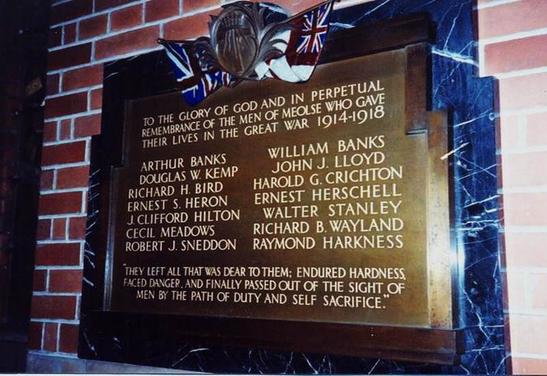 TO THE GLORY OF GOD AND IN PERPETUAL
REMEMBRANCE OF THE MEN OF MEOLSE WHO GAVE
THEIR LIVES IN THE GREAT WAR 1914-1918
ARTHUR BANKS
DOUGLAS W. KEMP
RICHARD H. BIRD
ERNEST S. HERON
J. CLIFFORD HILTON
CECIL MEADOWS
ROBERT J. SNEDDON
WILLIAM BANKS
JOHN J. LLOYD
HAROLD G. CRICHTON
ERNEST HERSCHELL
WALTER STANLEY
RICHARD B. WAYLAND
RAYMOND HARKNESS
"THEY LEFT ALL THAT WAS DEAR TO THEM; ENDURED HARDNESS,
FACED DANGER, AND FINALLY PASSED OUT OF THE SIGHT OF
MEN BY THE PATH OF DUTY AND SELF SACRIFICE."